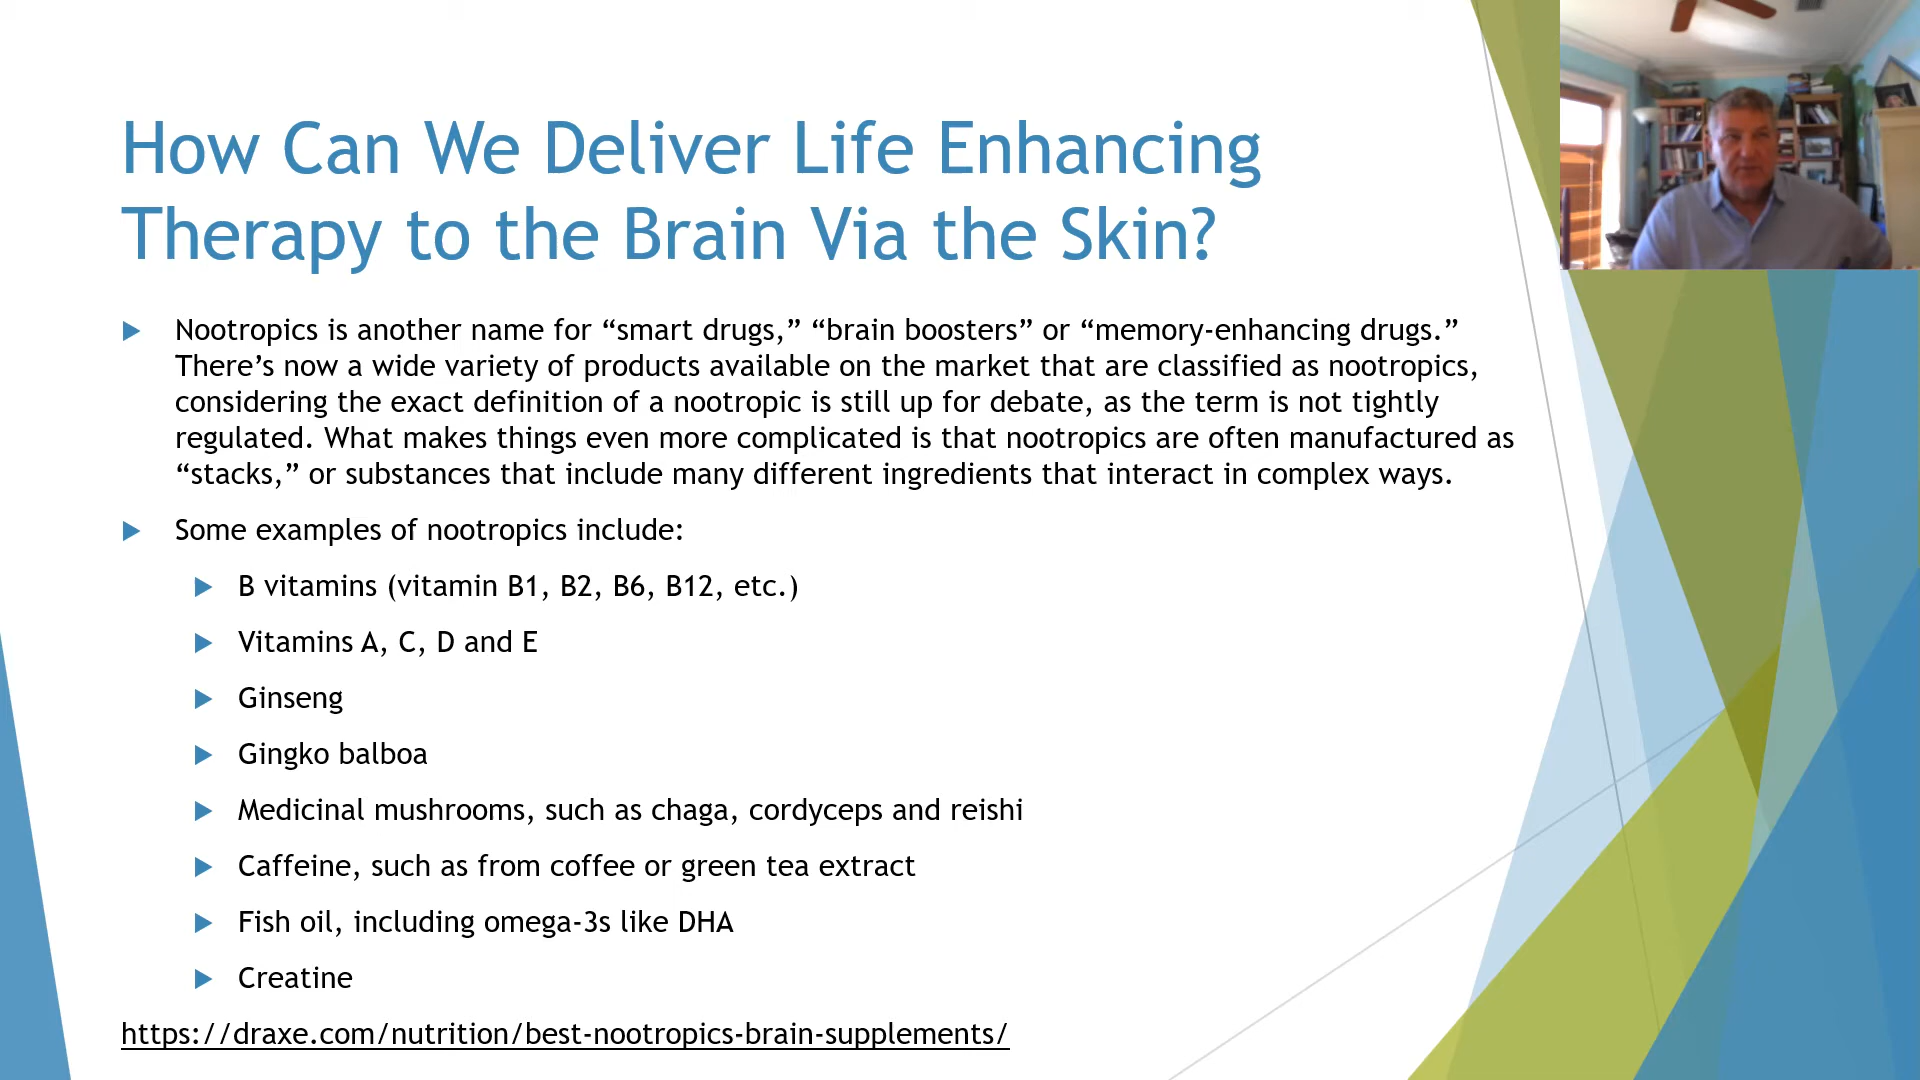 How Can We Deliver Life Enhancing
Therapy to the Brain Via the Skin?
Nootropics is another name for “smart drugs,” “brain boosters” or “memory-enhancing drugs.”
There’s now a wide variety of products available on the market that are classified as nootropics,
considering the exact definition of a nootropic is still up for debate, as the term is not tightly
regulated. What makes things even more complicated is that nootropics are often manufactured as
“stacks,” or substances that include many different ingredients that interact in complex ways.
Some examples of nootropics include:
B vitamins (vitamin B1, B2, B6, B12, etc.)
Vitamins A, C, D and E
Ginseng
Gingko balboa
Medicinal mushrooms, such as chaga, cordyceps and reishi
Caffeine, such as from coffee or green tea extract
Fish oil, including omega-3s like DHA
Creatine
https://draxe.com/nutrition/best-nootropics-brain-supplements/